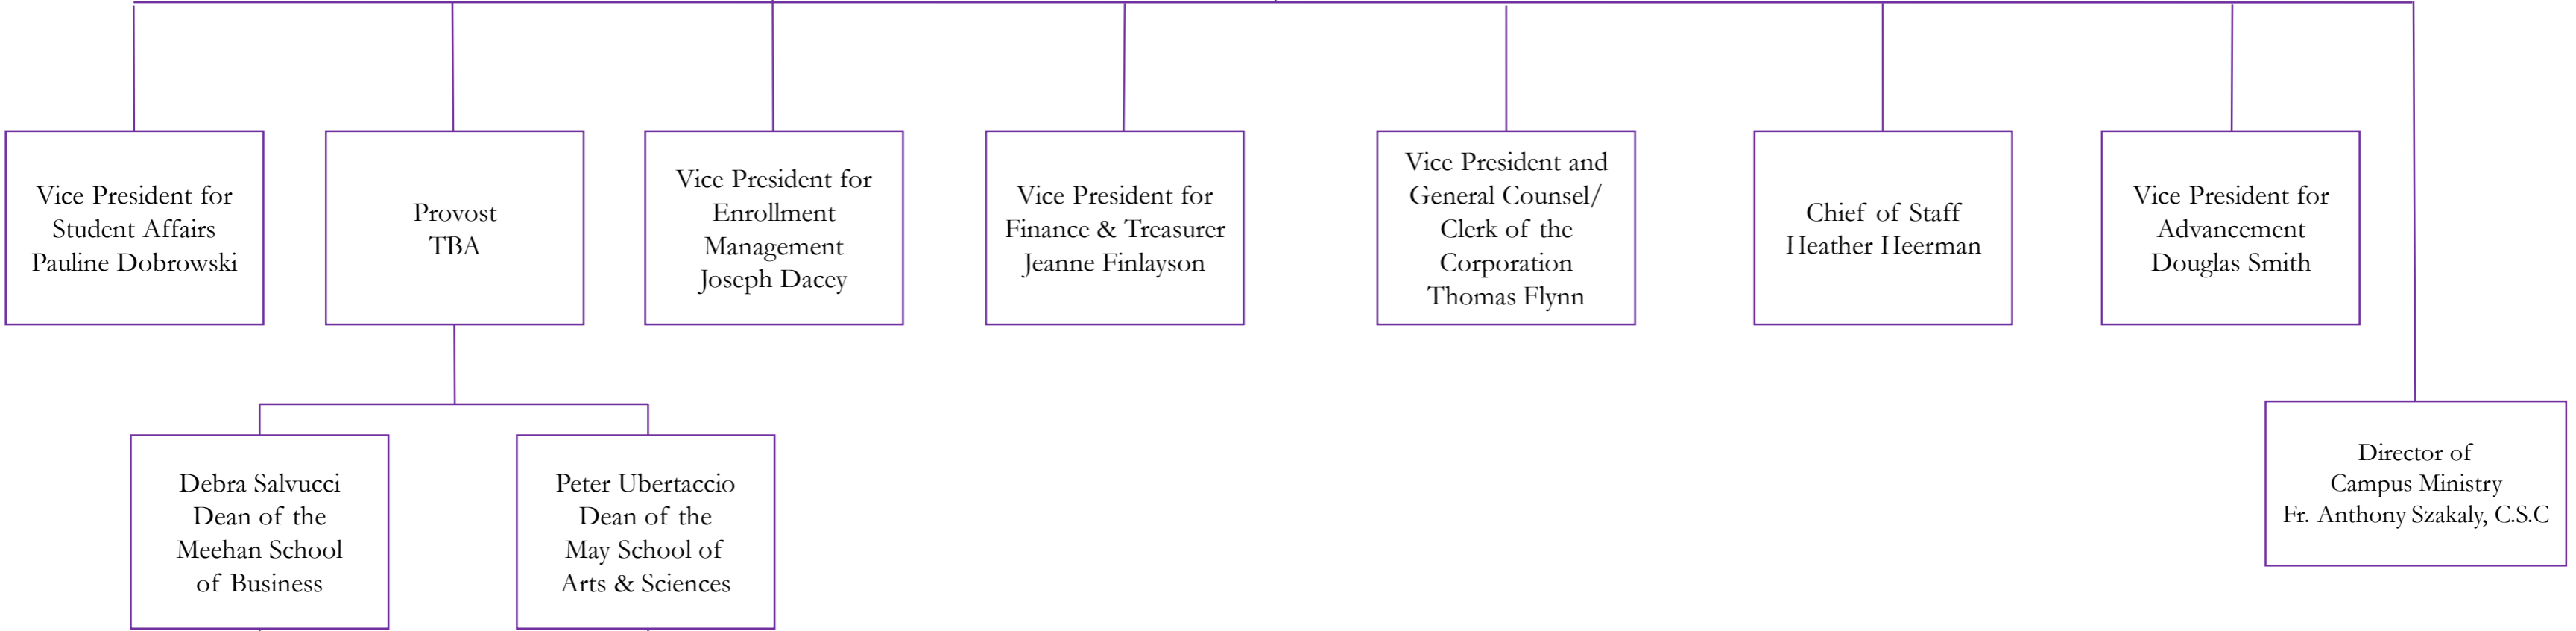 Vice President for
Student Affairs
Pauline Dobrowski
Provost
TBA
Vice President for
Enrollment
Management
Joseph Dacey
Vice President for
Finance & Treasurer
Jeanne Finlayson
Vice President and
General Counsel/
Clerk of the
Corporation
Thomas Flynn
Chief of Staff
Heather Heerman
Vice President for
Advancement
Douglas Smith
Debra Salvucci
Dean of the
Meehan School
of Business
Peter Ubertaccio
Dean of the
May School of
Arts & Sciences
Director of
Campus Ministry
Fr. Anthony Szakaly, C.S.C